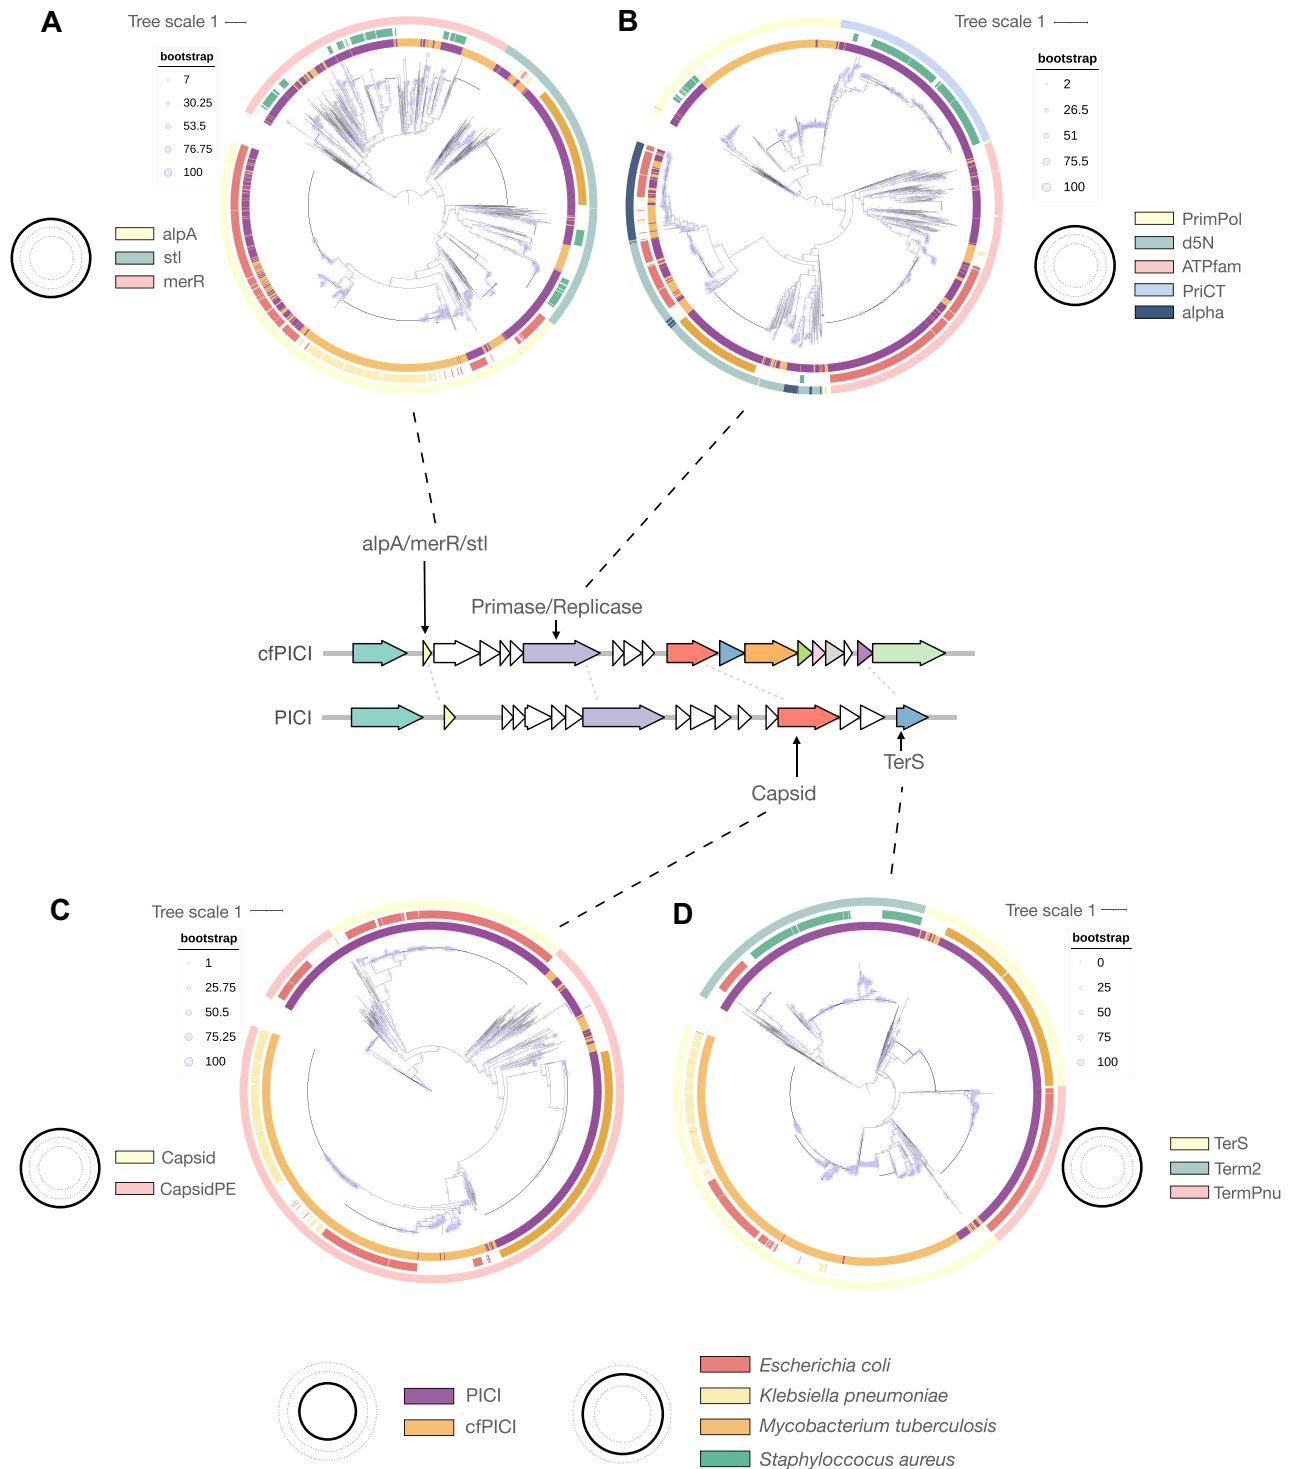 A
Tree scale 1
bootstrap
7
30.25
53.5
76.75
100
alpA
stl
merR
B
Tree scale 1
bootstrap
2
26.5
51
75.5
100
PrimPol
d5N
ATPfam
PriCT
alpha
alpA/merR/stl
Primase/Replicase
cfPICI
PICI
TerS
Capsid
C
Tree scale 1
bootstrap
1
25.75
50.5
75.25
100
Capsid
CapsidPE
D
Tree scale 1
bootstrap
0
25
50
75
100
TerS
Term2
TermPnu
PICI
cfPICI
Escherichia coli
Klebsiella pneumoniae
Mycobacterium tuberculosis
Staphyloccocus aureus